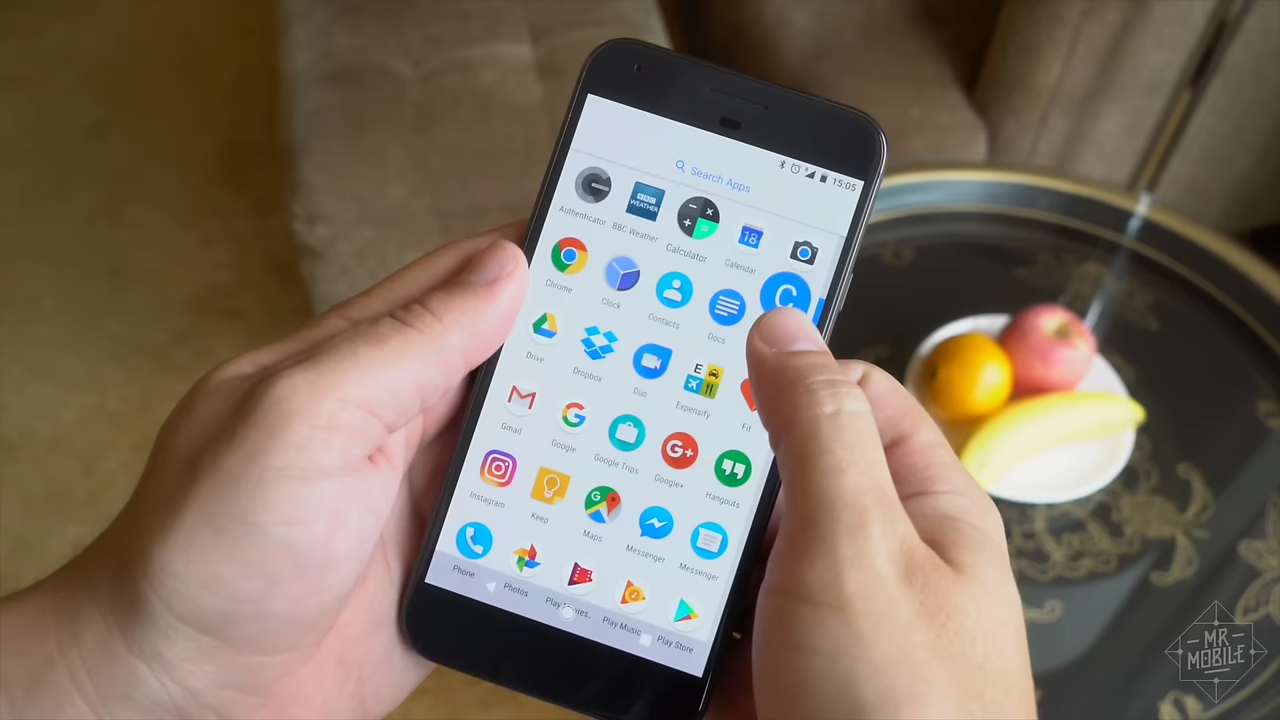 15:05
Search Apps
BBC
WEATHER
Authenticator
BBC Weather
Calculator
18
Calendar
Chrome
Clock
Contacts
Docs
C
Drive
Dropbox
Duo
E
Expensify
Fit
Gmail
G
Google
Google Trips
G+
Google+
Hangouts
Instagram
Keep
G
Maps
Messenger
Messenger
Phone
Photos
Play Movies..
Play Music
Play Store
MR
MOBILE